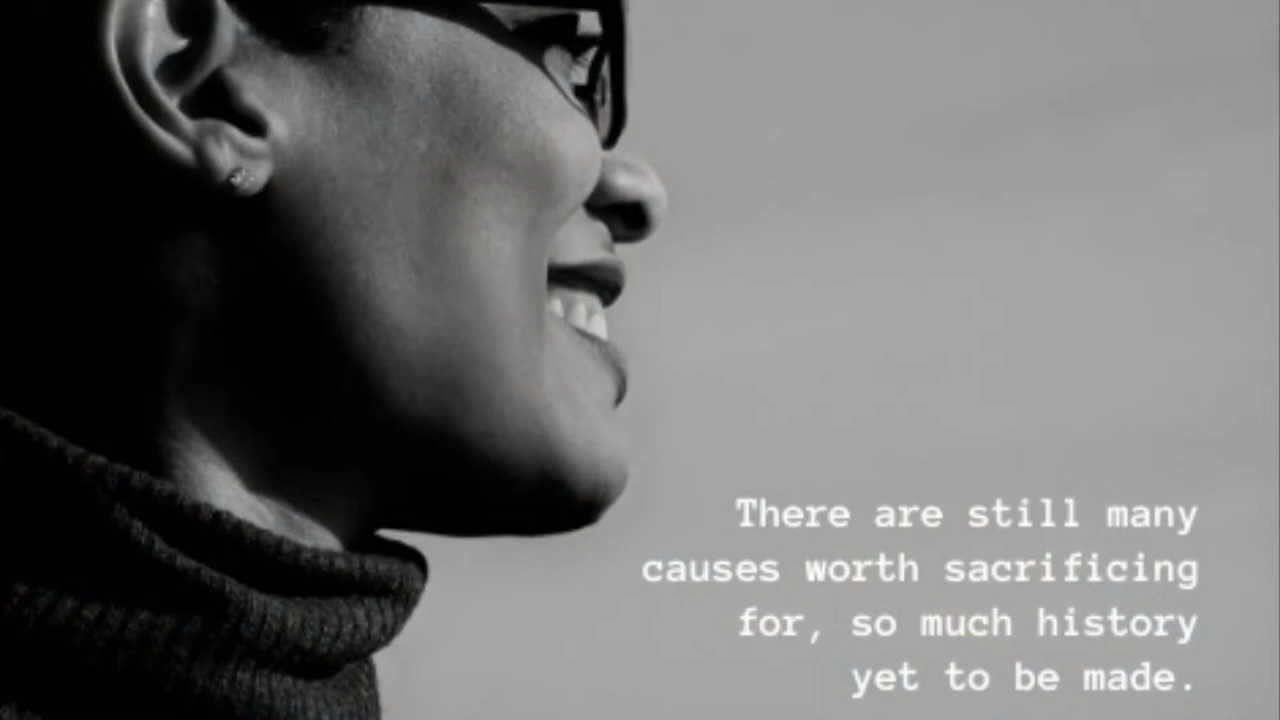 There are still many
causes worth sacrificing
for, so much history
yet to be made.